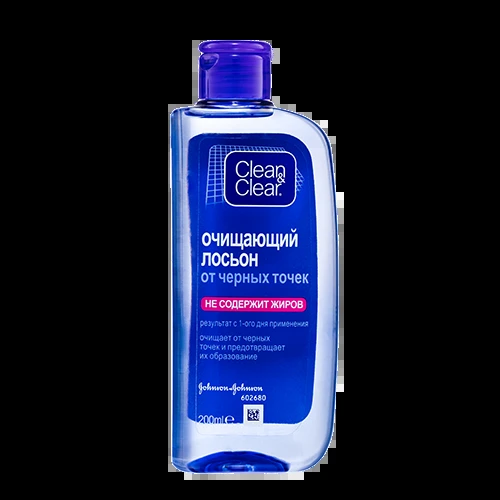 Clean &
Clear®
ОЧИЩАЮЩИЙ
ЛОСЬОН
ОТ ЧЕРНЫХ ТОЧЕК
НЕ СОДЕРЖИТ ЖИРОВ
результат с 1-ого дня применения
очищает от черных
точек и предотвращает
их образование
Johnson & Johnson
602680
200ml ℮